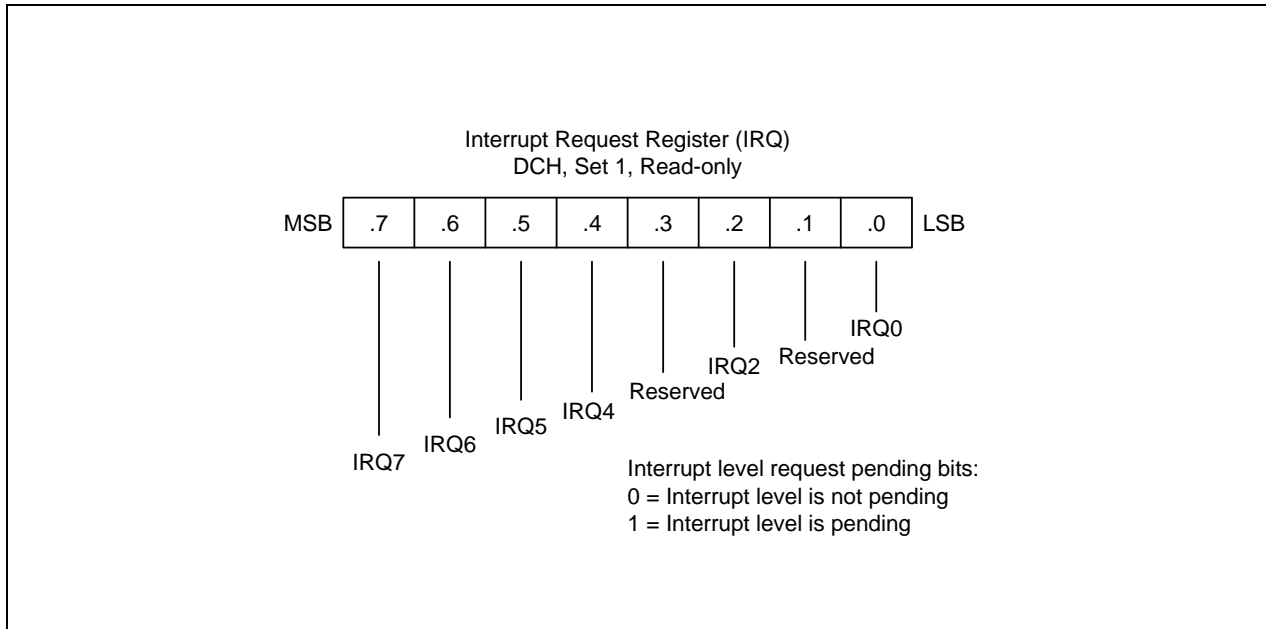 Interrupt Request Register (IRQ)
DCH, Set 1, Read-only
MSB .7 .6 .5 .4 .3 .2 .1 .0 LSB
IRQ0
Reserved
IRQ2
Reserved
IRQ4
IRQ5
IRQ6
IRQ7
Interrupt level request pending bits:
0 = Interrupt level is not pending
1 = Interrupt level is pending